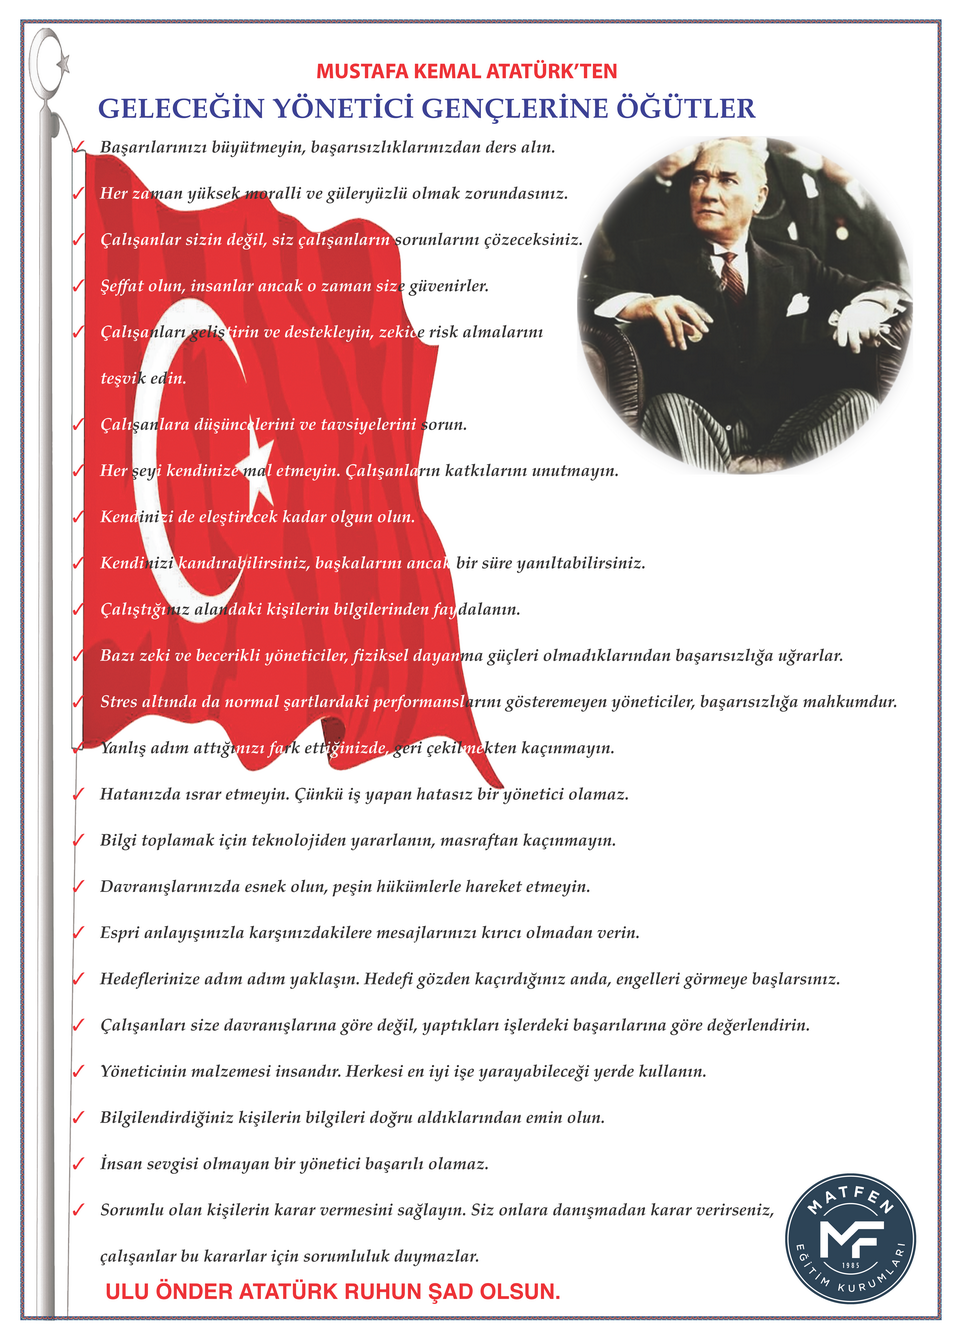 MUSTAFA KEMAL ATATÜRK'TEN
GELECEĞİN YÖNETİCİ GENÇLERİNE ÖĞÜTLER
✓ Başarılarınızı büyütmeyin, başarısızlıklarınızdan ders alın.
✓ Her zaman yüksek moralli ve güleryüzlü olmak zorundasınız.
✓ Çalışanlar sizin değil, siz çalışanların sorunlarını çözeceksiniz.
✓ Şeffat olun, insanlar ancak o zaman size güvenirler.
✓ Çalışanları geliştirin ve destekleyin, zekice risk almalarını
teşvik edin.
✓ Çalışanlara düşüncelerini ve tavsiyelerini sorun.
✓ Her şeyi kendinize mal etmeyin. Çalışanların katkılarını unutmayın.
✓ Kendinizi de eleştirecek kadar olgun olun.
✓ Kendinizi kandırabilirsiniz, başkalarını ancak bir süre yanıltabilirsiniz.
✓ Çalıştığınız alandaki kişilerin bilgilerinden faydalanın.
✓ Bazı zeki ve becerikli yöneticiler, fiziksel dayanma güçleri olmadıklarından başarısızlığa uğrarlar.
✓ Stres altında da normal şartlardaki performanslarını gösteremeyen yöneticiler, başarısızlığa mahkumdur.
✓ Yanlış adım attığınızı fark ettiğinizde, geri çekilmekten kaçınmayın.
✓ Hatanızda ısrar etmeyin. Çünkü iş yapan hatasız bir yönetici olamaz.
✓ Bilgi toplamak için teknolojiden yararlanın, masraftan kaçınmayın.
✓ Davranışlarınızda esnek olun, peşin hükümlerle hareket etmeyin.
✓ Espri anlayışınızla karşınızdakilere mesajlarınızı kırıcı olmadan verin.
✓ Hedeflerinize adım adım yaklaşın. Hedefi gözden kaçırdığınız anda, engelleri görmeye başlarsınız.
✓ Çalışanları size davranışlarına göre değil, yaptıkları işlerdeki başarılarına göre değerlendirin.
✓ Yöneticinin malzemesi insandır. Herkesi en iyi işe yarayabileceği yerde kullanın.
✓ Bilgilendirdiğiniz kişilerin bilgileri doğru aldıklarından emin olun.
✓ İnsan sevgisi olmayan bir yönetici başarılı olamaz.
✓ Sorumlu olan kişilerin karar vermesini sağlayın. Siz onlara danışmadan karar verirseniz,
çalışanlar bu kararlar için sorumluluk duymazlar.
ULU ÖNDER ATATÜRK RUHUN ŞAD OLSUN.
MATFEN
MF
1985
EĞİTİM KURUMLARI